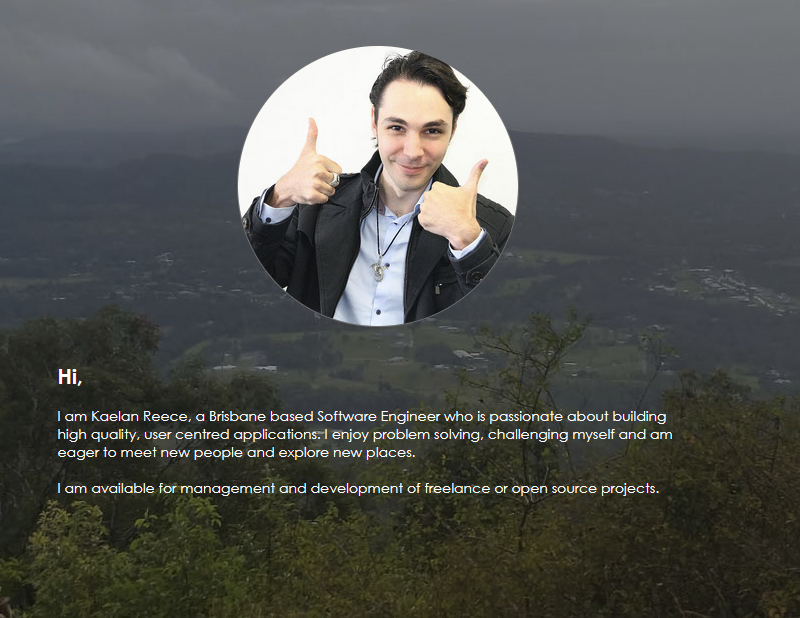 Hi,
I am Kaelan Reece, a Brisbane based Software Engineer who is passionate about building
high quality, user centred applications. I enjoy problem solving, challenging myself and am
eager to meet new people and explore new places.
I am available for management and development of freelance or open source projects.